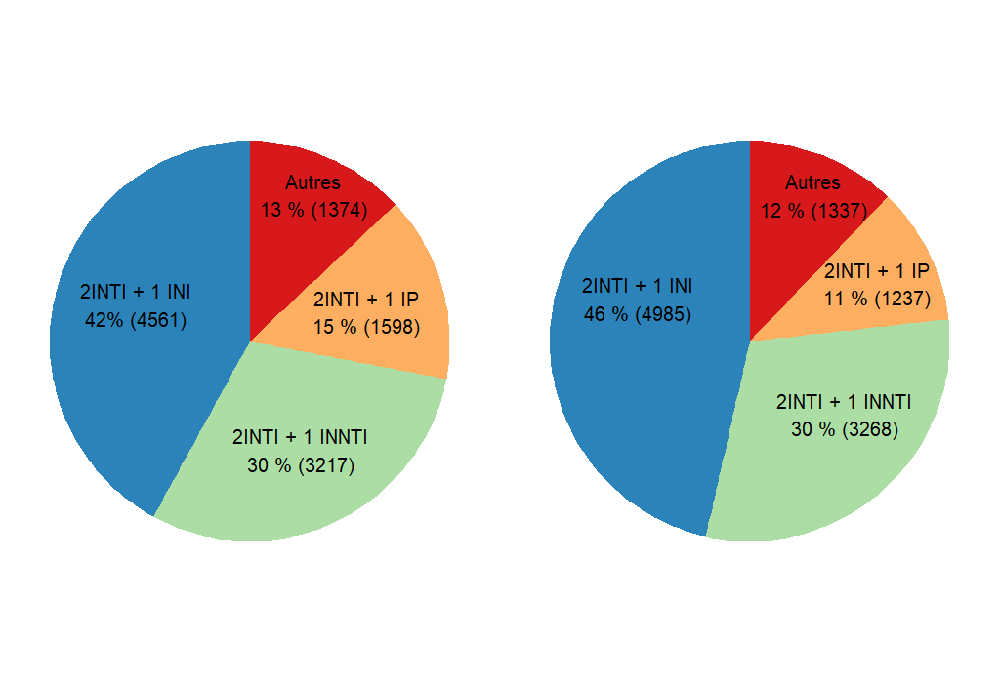 Autres
13 % (1374)
2INTI + 1 INI
42% (4561)
2INTI + 1 IP
15 % (1598)
2INTI + 1 INNTI
30 % (3217)
Autres
12 % (1337)
2INTI + 1 IP
11 % (1237)
2INTI + 1 INI
46 % (4985)
2INTI + 1 INNTI
30 % (3268)